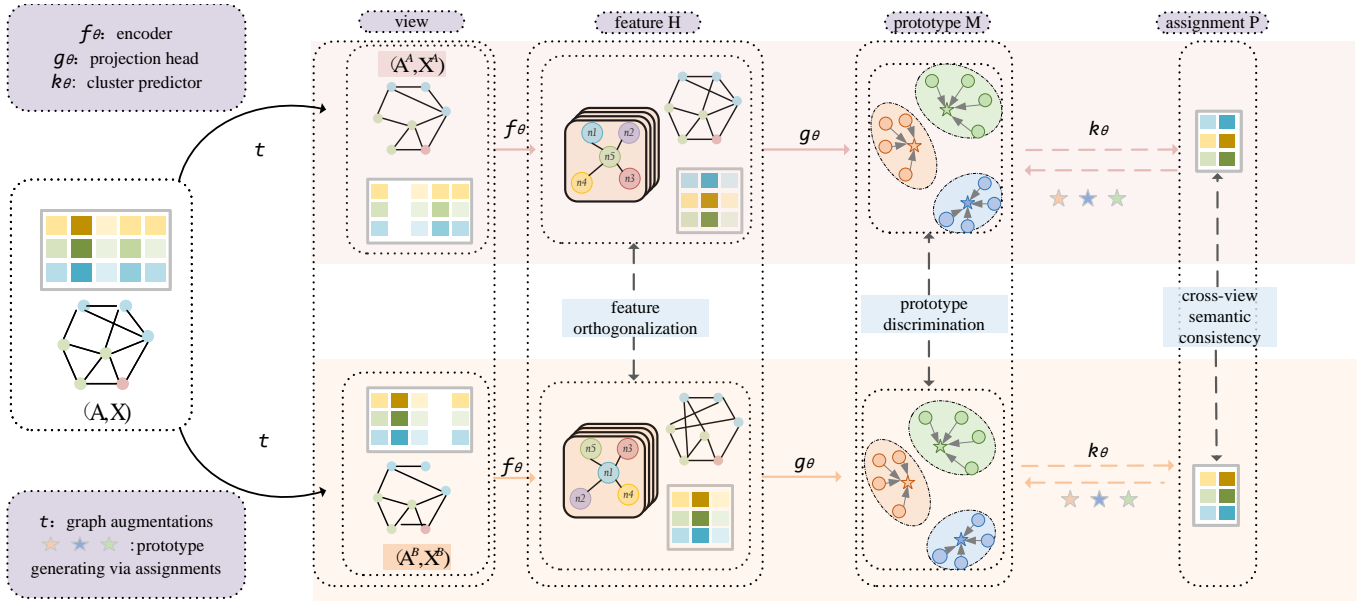 fθ: encoder
gθ: projection head
kθ: cluster predictor
view
feature H
prototype M
assignment P
t
(A^A,X^A)
fθ
n1
n2
n5
n4
n3
gθ
kθ
(A,X)
feature
orthogonalization
prototype
discrimination
cross-view
semantic
consistency
t
fθ
n5
n3
n1
n2
n4
gθ
kθ
(A^B,X^B)
t: graph augmentations
:prototype
generating via assignments